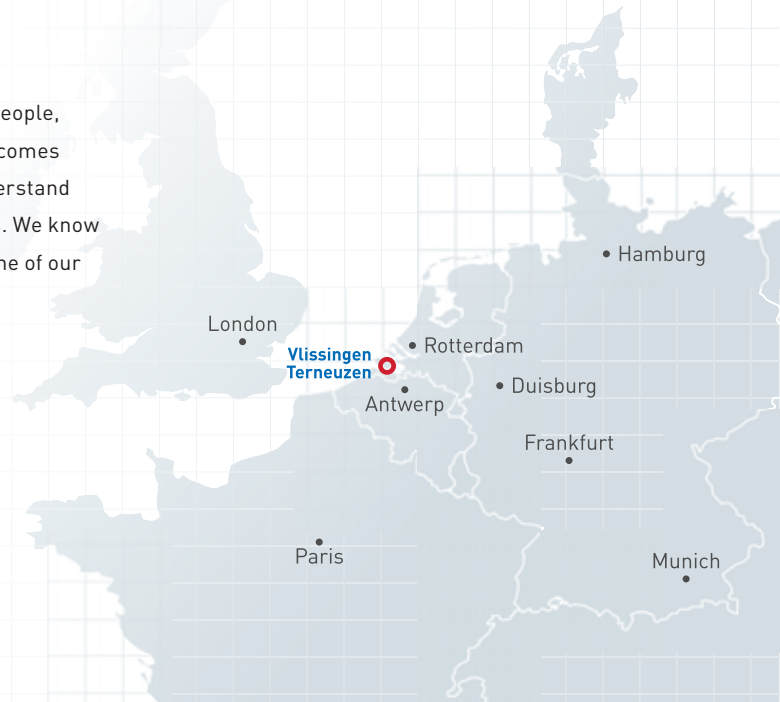 eople,
comes
erstand
. We know
ne of our
Hamburg
London
Vlissingen
Terneuzen
Rotterdam
Duisburg
Antwerp
Frankfurt
Paris
Munich